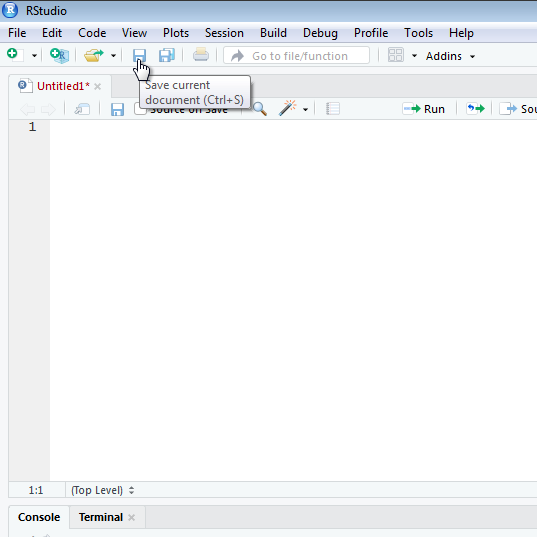 RStudio
File Edit Code View Plots Session Build Debug Profile Tools Help
Go to file/function Addins
Untitled1*
Save current
document (Ctrl+S)
Source on Save Run Sou
1
1:1 (Top Level)
Console Terminal